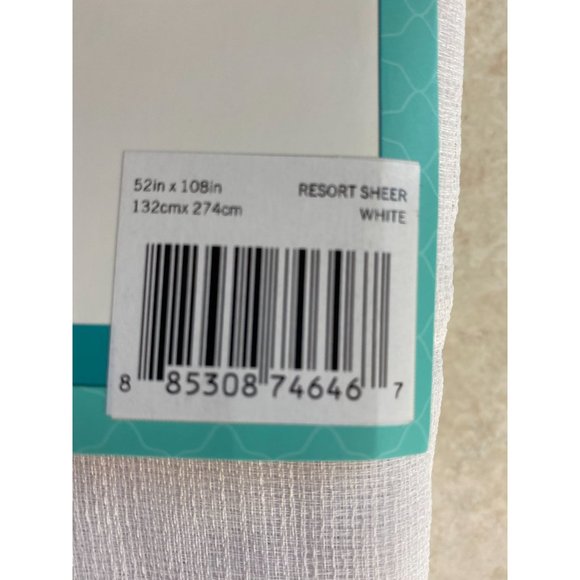 52in x 108in RESORT SHEER
132cmx 274cm WHITE
8 85308 74646 7